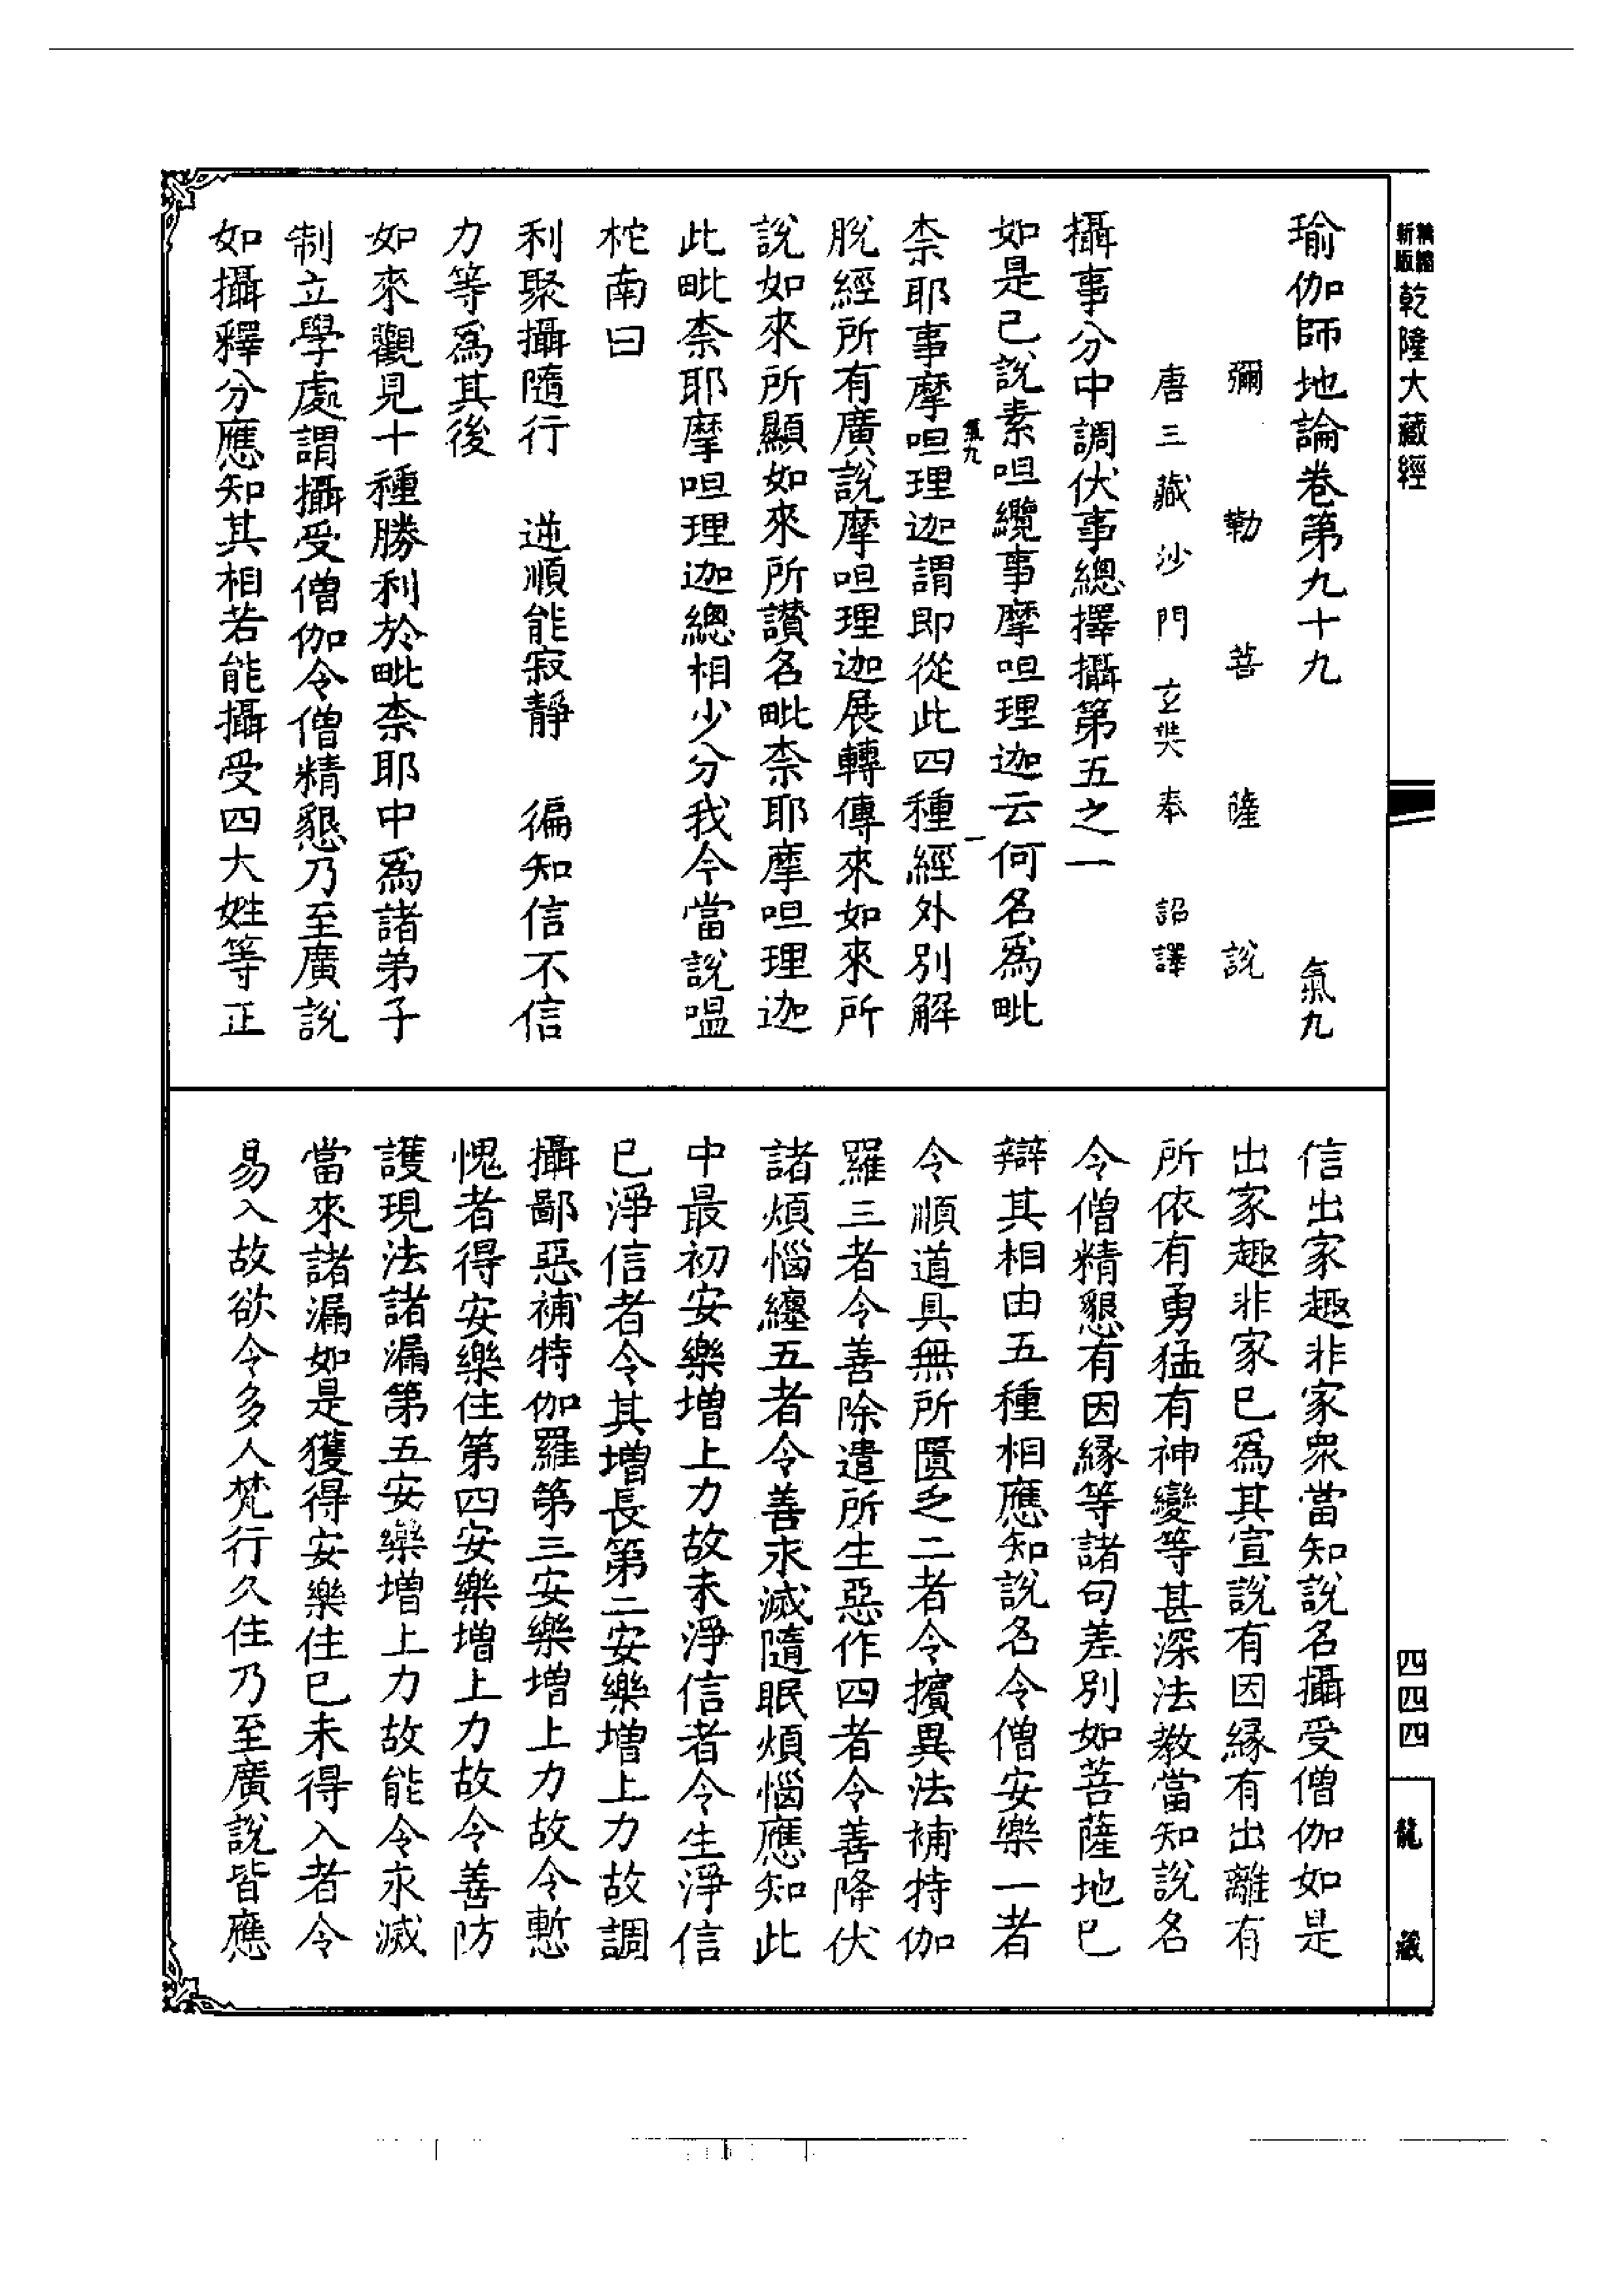 新版精縮乾隆大藏經
四四四
龍藏
瑜伽師地論卷第九十九 氣九
彌勒菩薩說
唐三藏沙門玄奘奉 詔譯
攝事分中調伏事總擇攝第五之一
如是已說素呾纜事摩呾理迦云何名爲毗
柰耶事摩呾理迦謂即從此四種經外別解
氣九 一
脫經所有廣說摩呾理迦展轉傳來如來所
說如來所顯如來所讚名毗柰耶摩呾理迦
此毗柰耶摩呾理迦總相少分我今當說嗢
柁南曰
利聚攝隨行 逆順能寂靜 徧知信不信
力等爲其後
如來觀見十種勝利於毗柰耶中爲諸弟子
制立學處謂攝受僧伽令僧精懇乃至廣說
如攝釋分應知其相若能攝受四大姓等正
信出家趣非家衆當知說名攝受僧伽如是
出家趣非家已爲其宣說有因緣有出離有
所依有勇猛有神變等甚深法教當知說名
令僧精懇有因緣等諸句差別如菩薩地已
辯其相由五種相應知說名令僧安樂一者
令順道具無所匱乏二者令擯異法補特伽
羅三者令善除遣所生惡作四者令善降伏
諸煩惱纏五者令善永滅隨眠煩惱應知此
中最初安樂增上力故未淨信者令生淨信
已淨信者令其增長第二安樂增上力故調
攝鄙惡補特伽羅第三安樂增上力故令慙
愧者得安樂住第四安樂增上力故令善防
護現法諸漏第五安樂增上力故能令永滅
當來諸漏如是獲得安樂住已未得入者令
易入故欲令多人梵行久住乃至廣說皆應